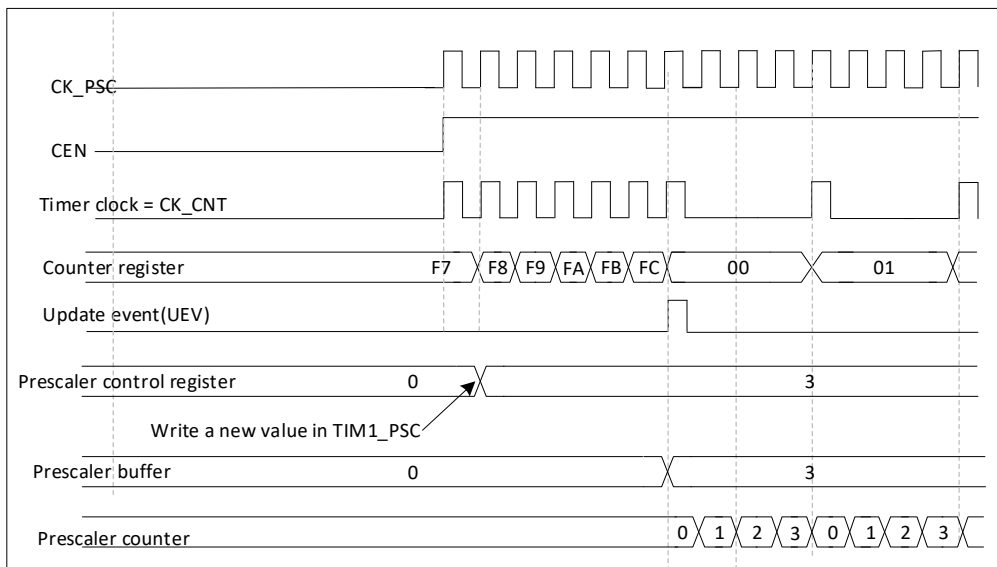 CK_PSC
CEN
Timer clock = CK_CNT
Counter register F7 F8 F9 FA FB FC 00 01
Update event(UEV)
Prescaler control register 0 3
Write a new value in TIM1_PSC
Prescaler buffer 0 3
Prescaler counter 0 1 2 3 0 1 2 3